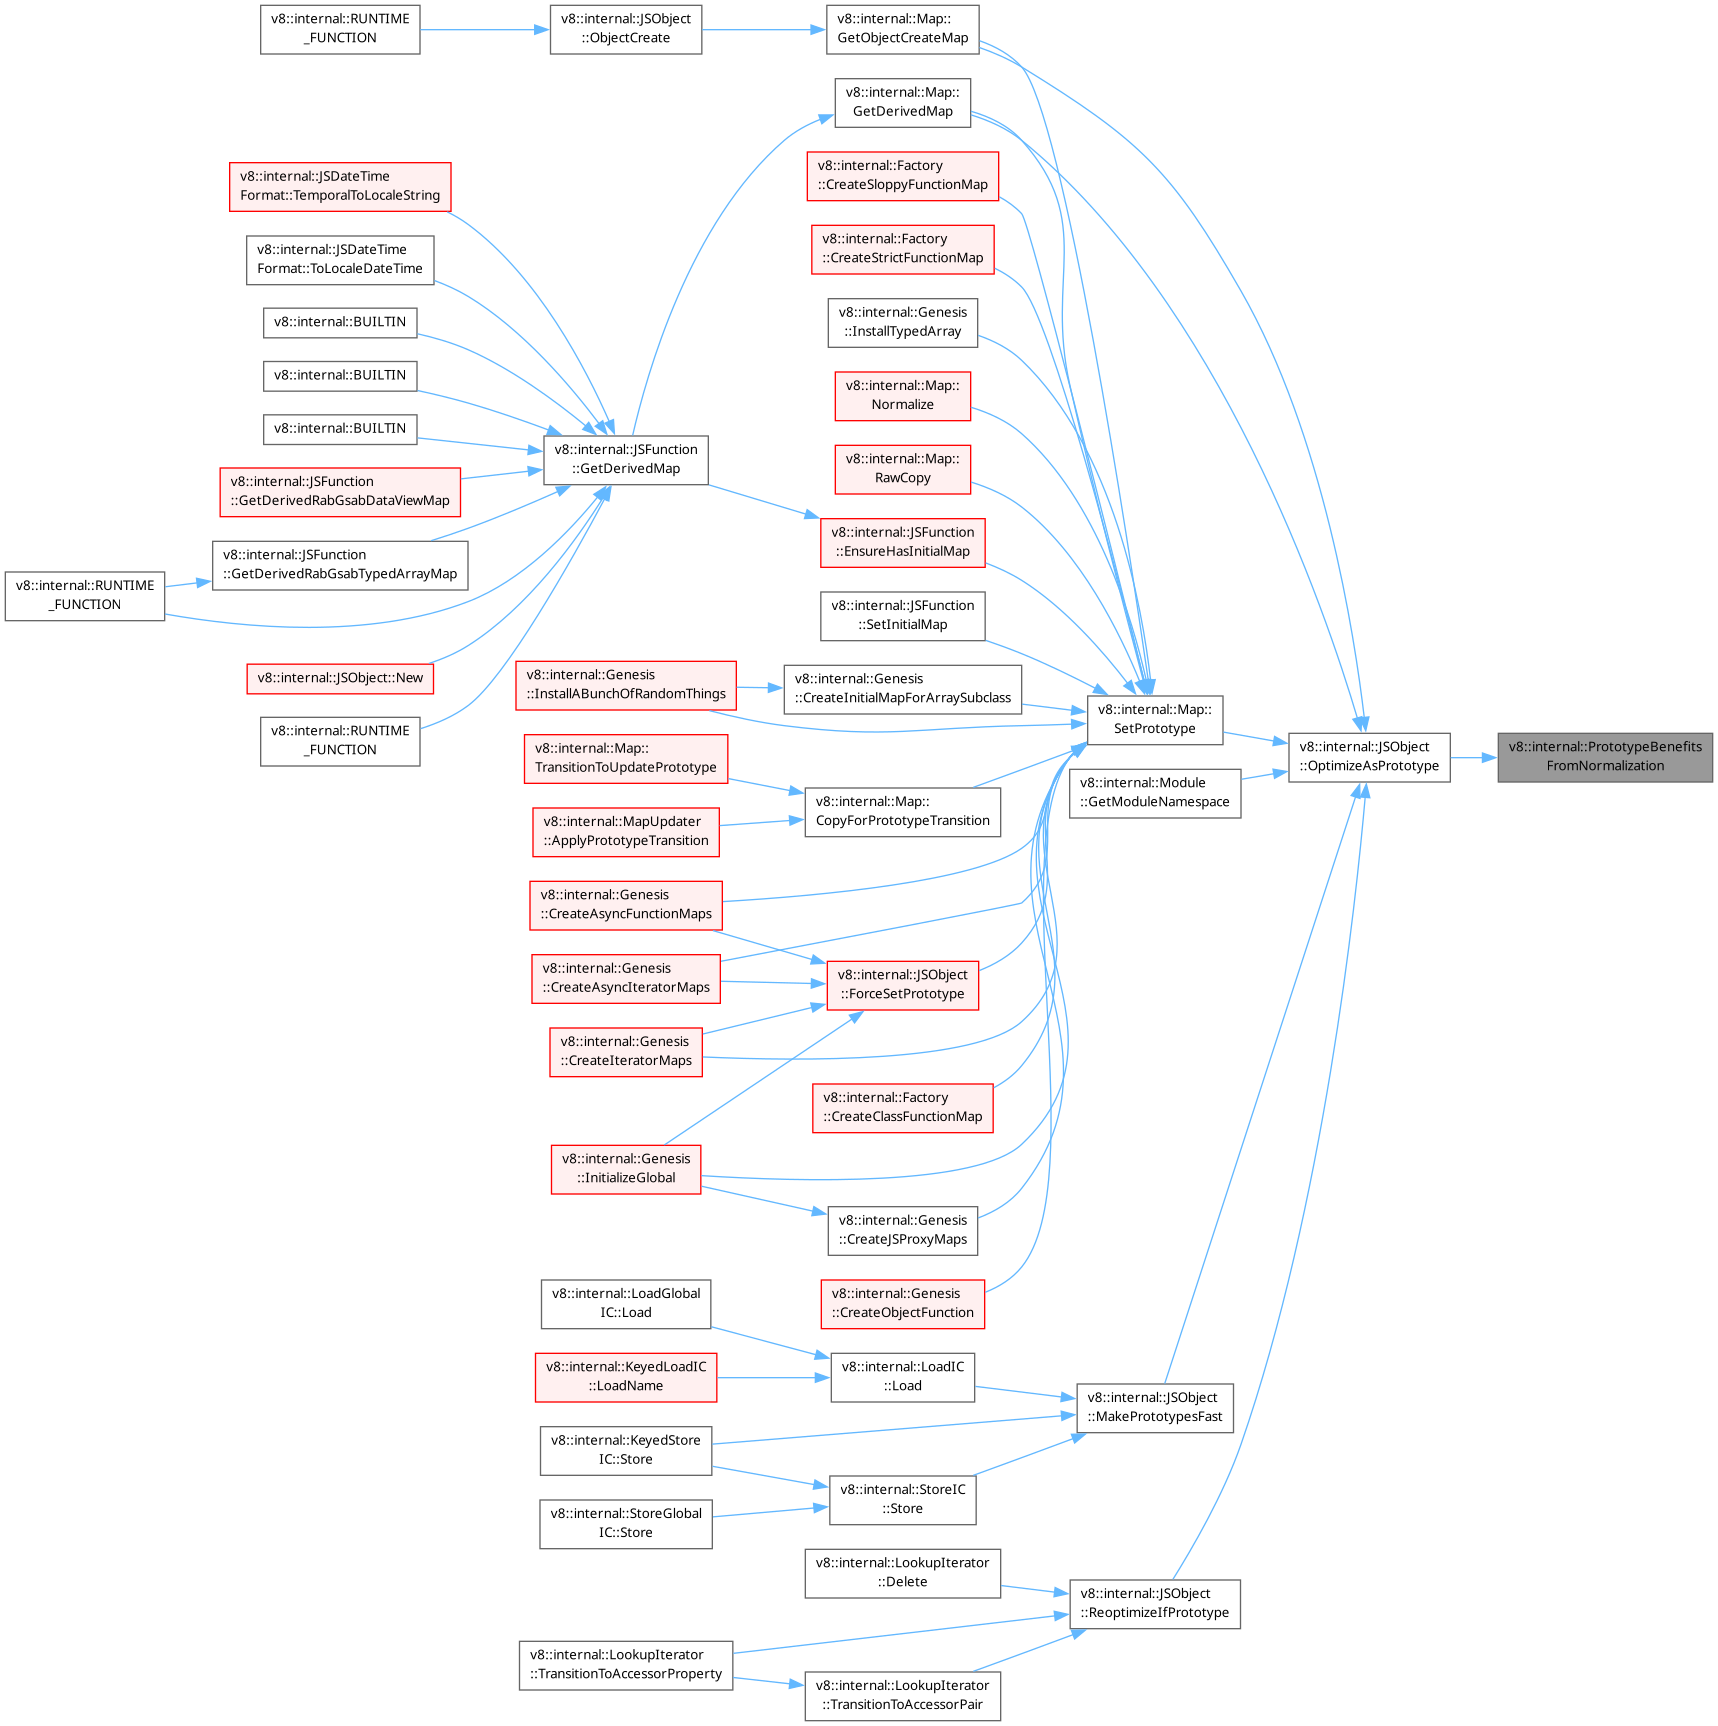 v8::internal::RUNTIME
_FUNCTION
v8::internal::JSObject
::ObjectCreate
v8::internal::Map::
GetObjectCreateMap
v8::internal::Map::
GetDerivedMap
v8::internal::Factory
::CreateSloppyFunctionMap
v8::internal::JSDateTime
Format::TemporalToLocaleString
v8::internal::Factory
::CreateStrictFunctionMap
v8::internal::JSDateTime
Format::ToLocaleDateTime
v8::internal::Genesis
::InstallTypedArray
v8::internal::BUILTIN
v8::internal::BUILTIN
v8::internal::Map::
Normalize
v8::internal::BUILTIN
v8::internal::JSFunction
::GetDerivedMap
v8::internal::Map::
RawCopy
v8::internal::JSFunction
::GetDerivedRabGsabDataViewMap
v8::internal::JSFunction
::EnsureHasInitialMap
v8::internal::JSFunction
::GetDerivedRabGsabTypedArrayMap
v8::internal::RUNTIME
_FUNCTION
v8::internal::JSFunction
::SetInitialMap
v8::internal::JSObject::New
v8::internal::Genesis
::InstallABunchOfRandomThings
v8::internal::Genesis
::CreateInitialMapForArraySubclass
v8::internal::Map::
SetPrototype
v8::internal::RUNTIME
_FUNCTION
v8::internal::Map::
TransitionToUpdatePrototype
v8::internal::JSObject
::OptimizeAsPrototype
v8::internal::PrototypeBenefits
FromNormalization
v8::internal::Module
::GetModuleNamespace
v8::internal::Map::
CopyForPrototypeTransition
v8::internal::MapUpdater
::ApplyPrototypeTransition
v8::internal::Genesis
::CreateAsyncFunctionMaps
v8::internal::Genesis
::CreateAsyncIteratorMaps
v8::internal::JSObject
::ForceSetPrototype
v8::internal::Genesis
::CreateIteratorMaps
v8::internal::Factory
::CreateClassFunctionMap
v8::internal::Genesis
::InitializeGlobal
v8::internal::Genesis
::CreateJSProxyMaps
v8::internal::LoadGlobal
IC::Load
v8::internal::Genesis
::CreateObjectFunction
v8::internal::KeyedLoadIC
::LoadName
v8::internal::LoadIC
::Load
v8::internal::JSObject
::MakePrototypesFast
v8::internal::KeyedStore
IC::Store
v8::internal::StoreIC
::Store
v8::internal::StoreGlobal
IC::Store
v8::internal::LookupIterator
::Delete
v8::internal::JSObject
::ReoptimizeIfPrototype
v8::internal::LookupIterator
::TransitionToAccessorProperty
v8::internal::LookupIterator
::TransitionToAccessorPair